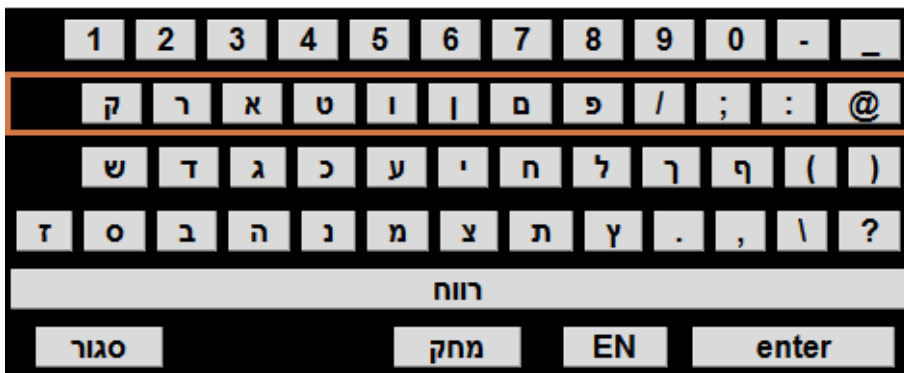 1 2 3 4 5 6 7 8 9 0 - _
ק ר א ט ו ן ם פ / ; : @
ש ד ג כ ע י ח ל ך ף ( )
ז ס ב ה נ מ צ ת ץ . , \ ?
רווח
סגור מחק EN enter